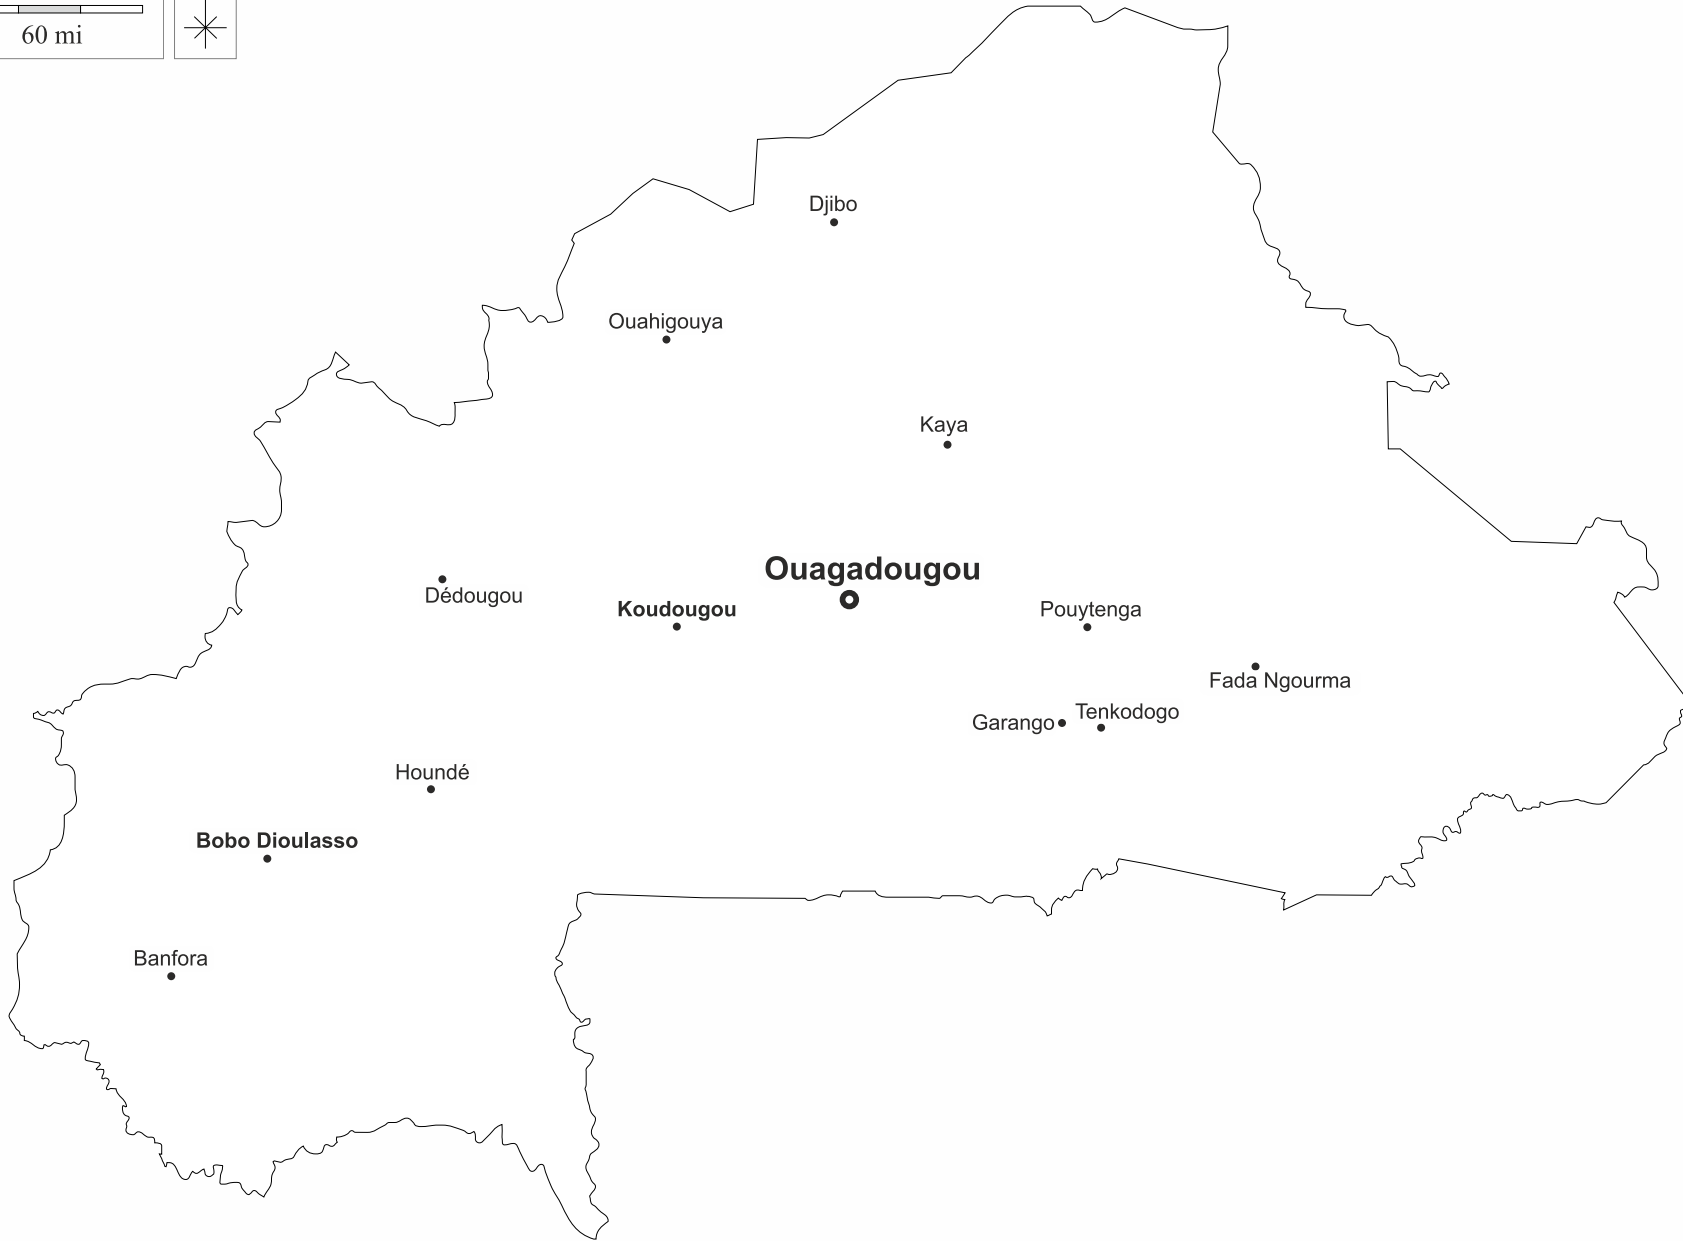 60 mi
Djibo
Ouahigouya
Kaya
Ouagadougou
Dédougou
Koudougou
Pouytenga
Fada Ngourma
Tenkodogo
Garango
Houndé
Bobo Dioulasso
Banfora